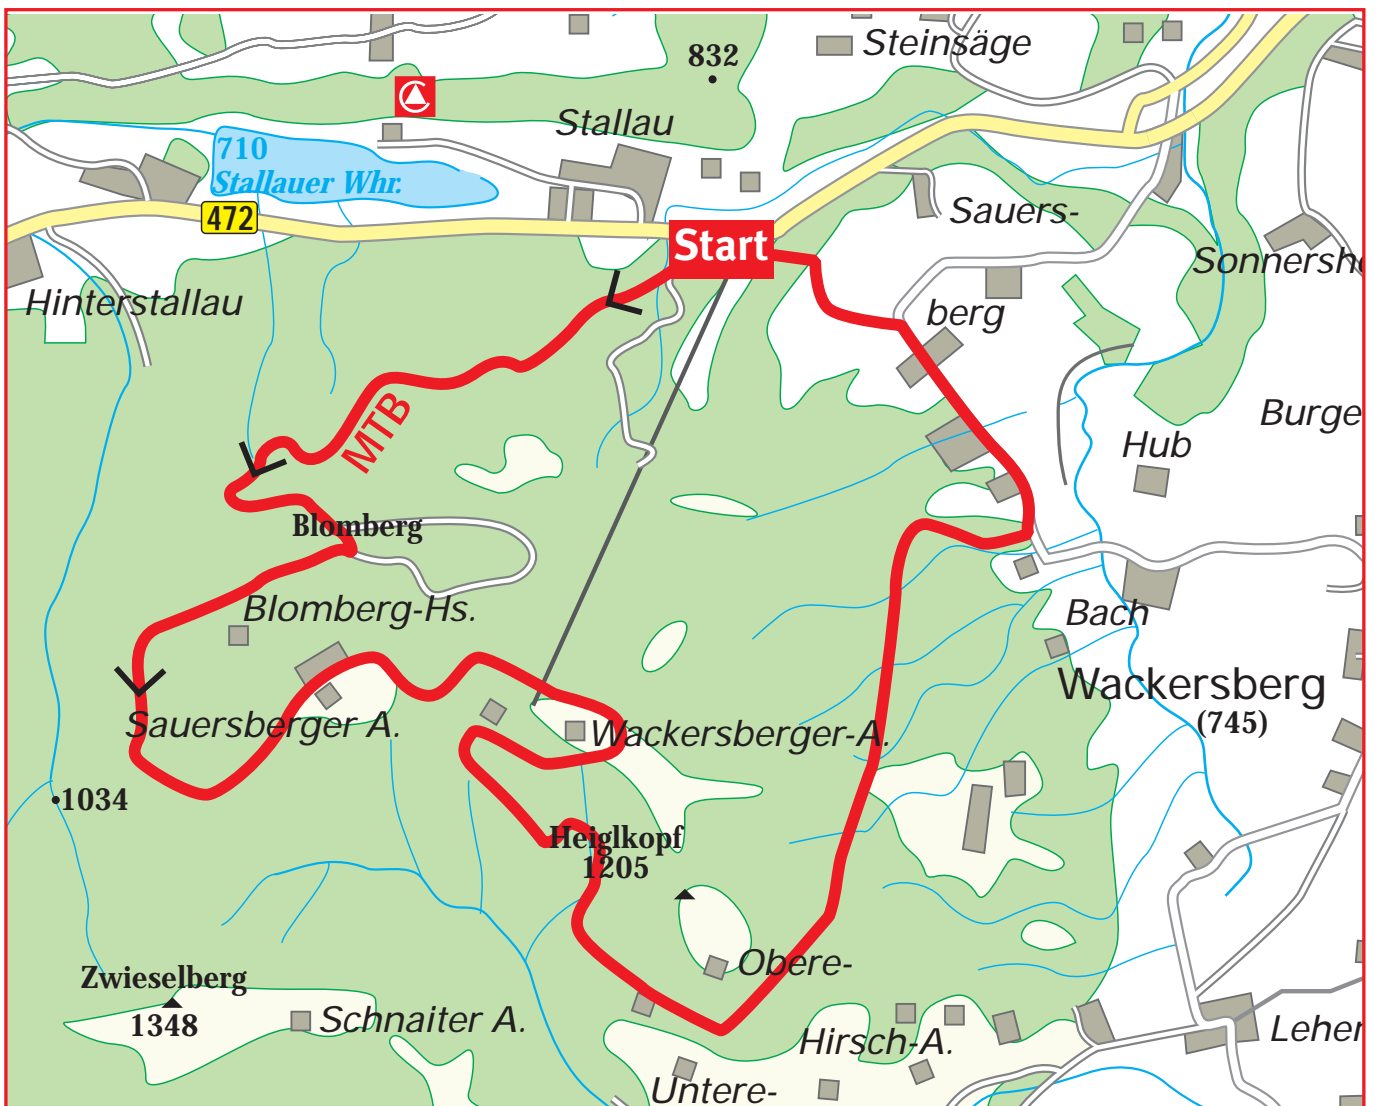 Steinsäge
832
Stallau
710
Stallauer Whr.
472
Start
Sauers-
berg
Sonnersh
Hinterstallau
MTB
Burge
Hub
Blomberg
Blomberg-Hs.
Bach
Wackersberg
(745)
Sauersberger A.
Wackersberger-A.
1034
Heiglkopf
1205
Obere-
Zwieselberg
1348
Schnaiter A.
Hirsch-A.
Leher
Untere-